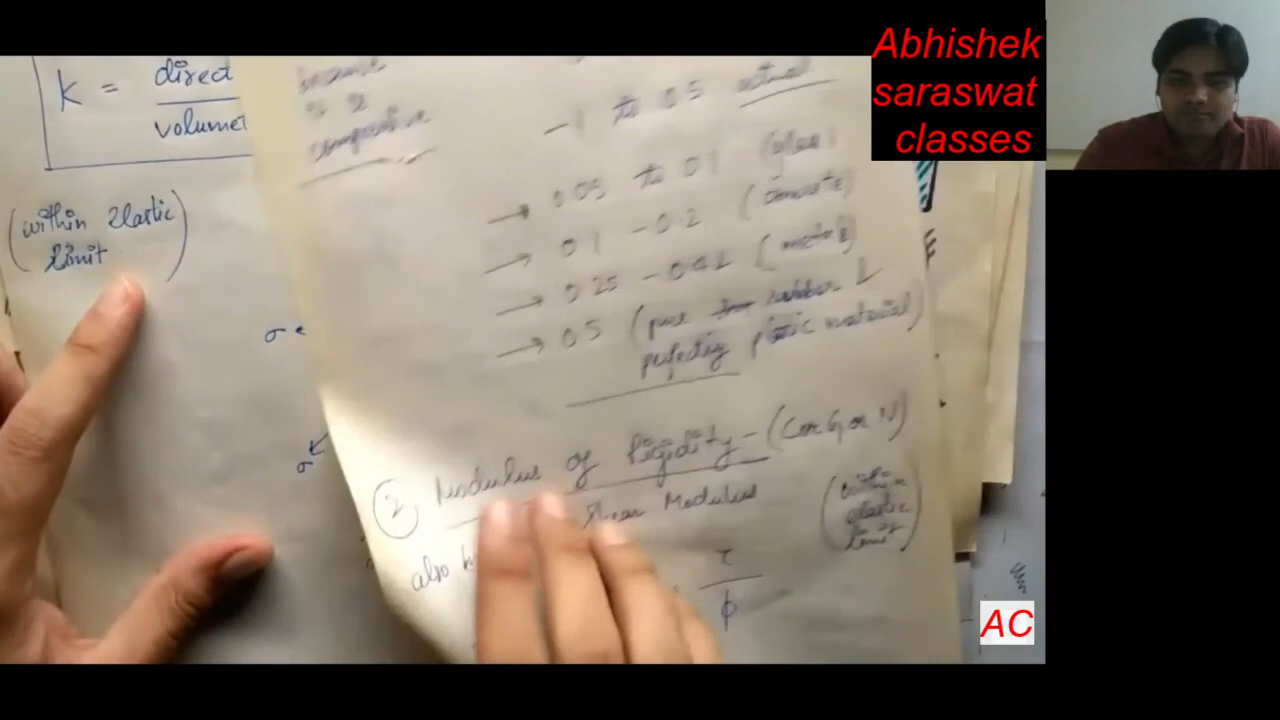 Abhishek
saraswat
classes
k = direct
volumet
(within Elastic
limit)
σ
σ
comparative
-1 to 0.5 actual
→ 0.05 to 0.1 (glass)
→ 0.1 - 0.2
→ 0.25 - 0.42
→ 0.5 (pure rubber &
perfectly plastic material)
② Modulus of Rigidity - (C or G or N)
also Shear Modulus
(within
elastic
limit)
τ
ϕ
AC